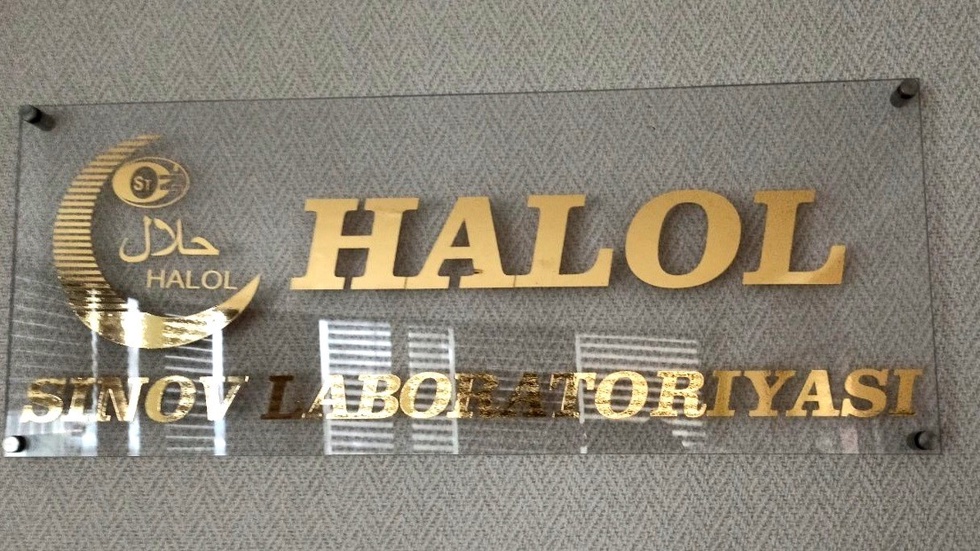 ST
حلال
HALOL
HALOL
SINOV LABORATORIYASI